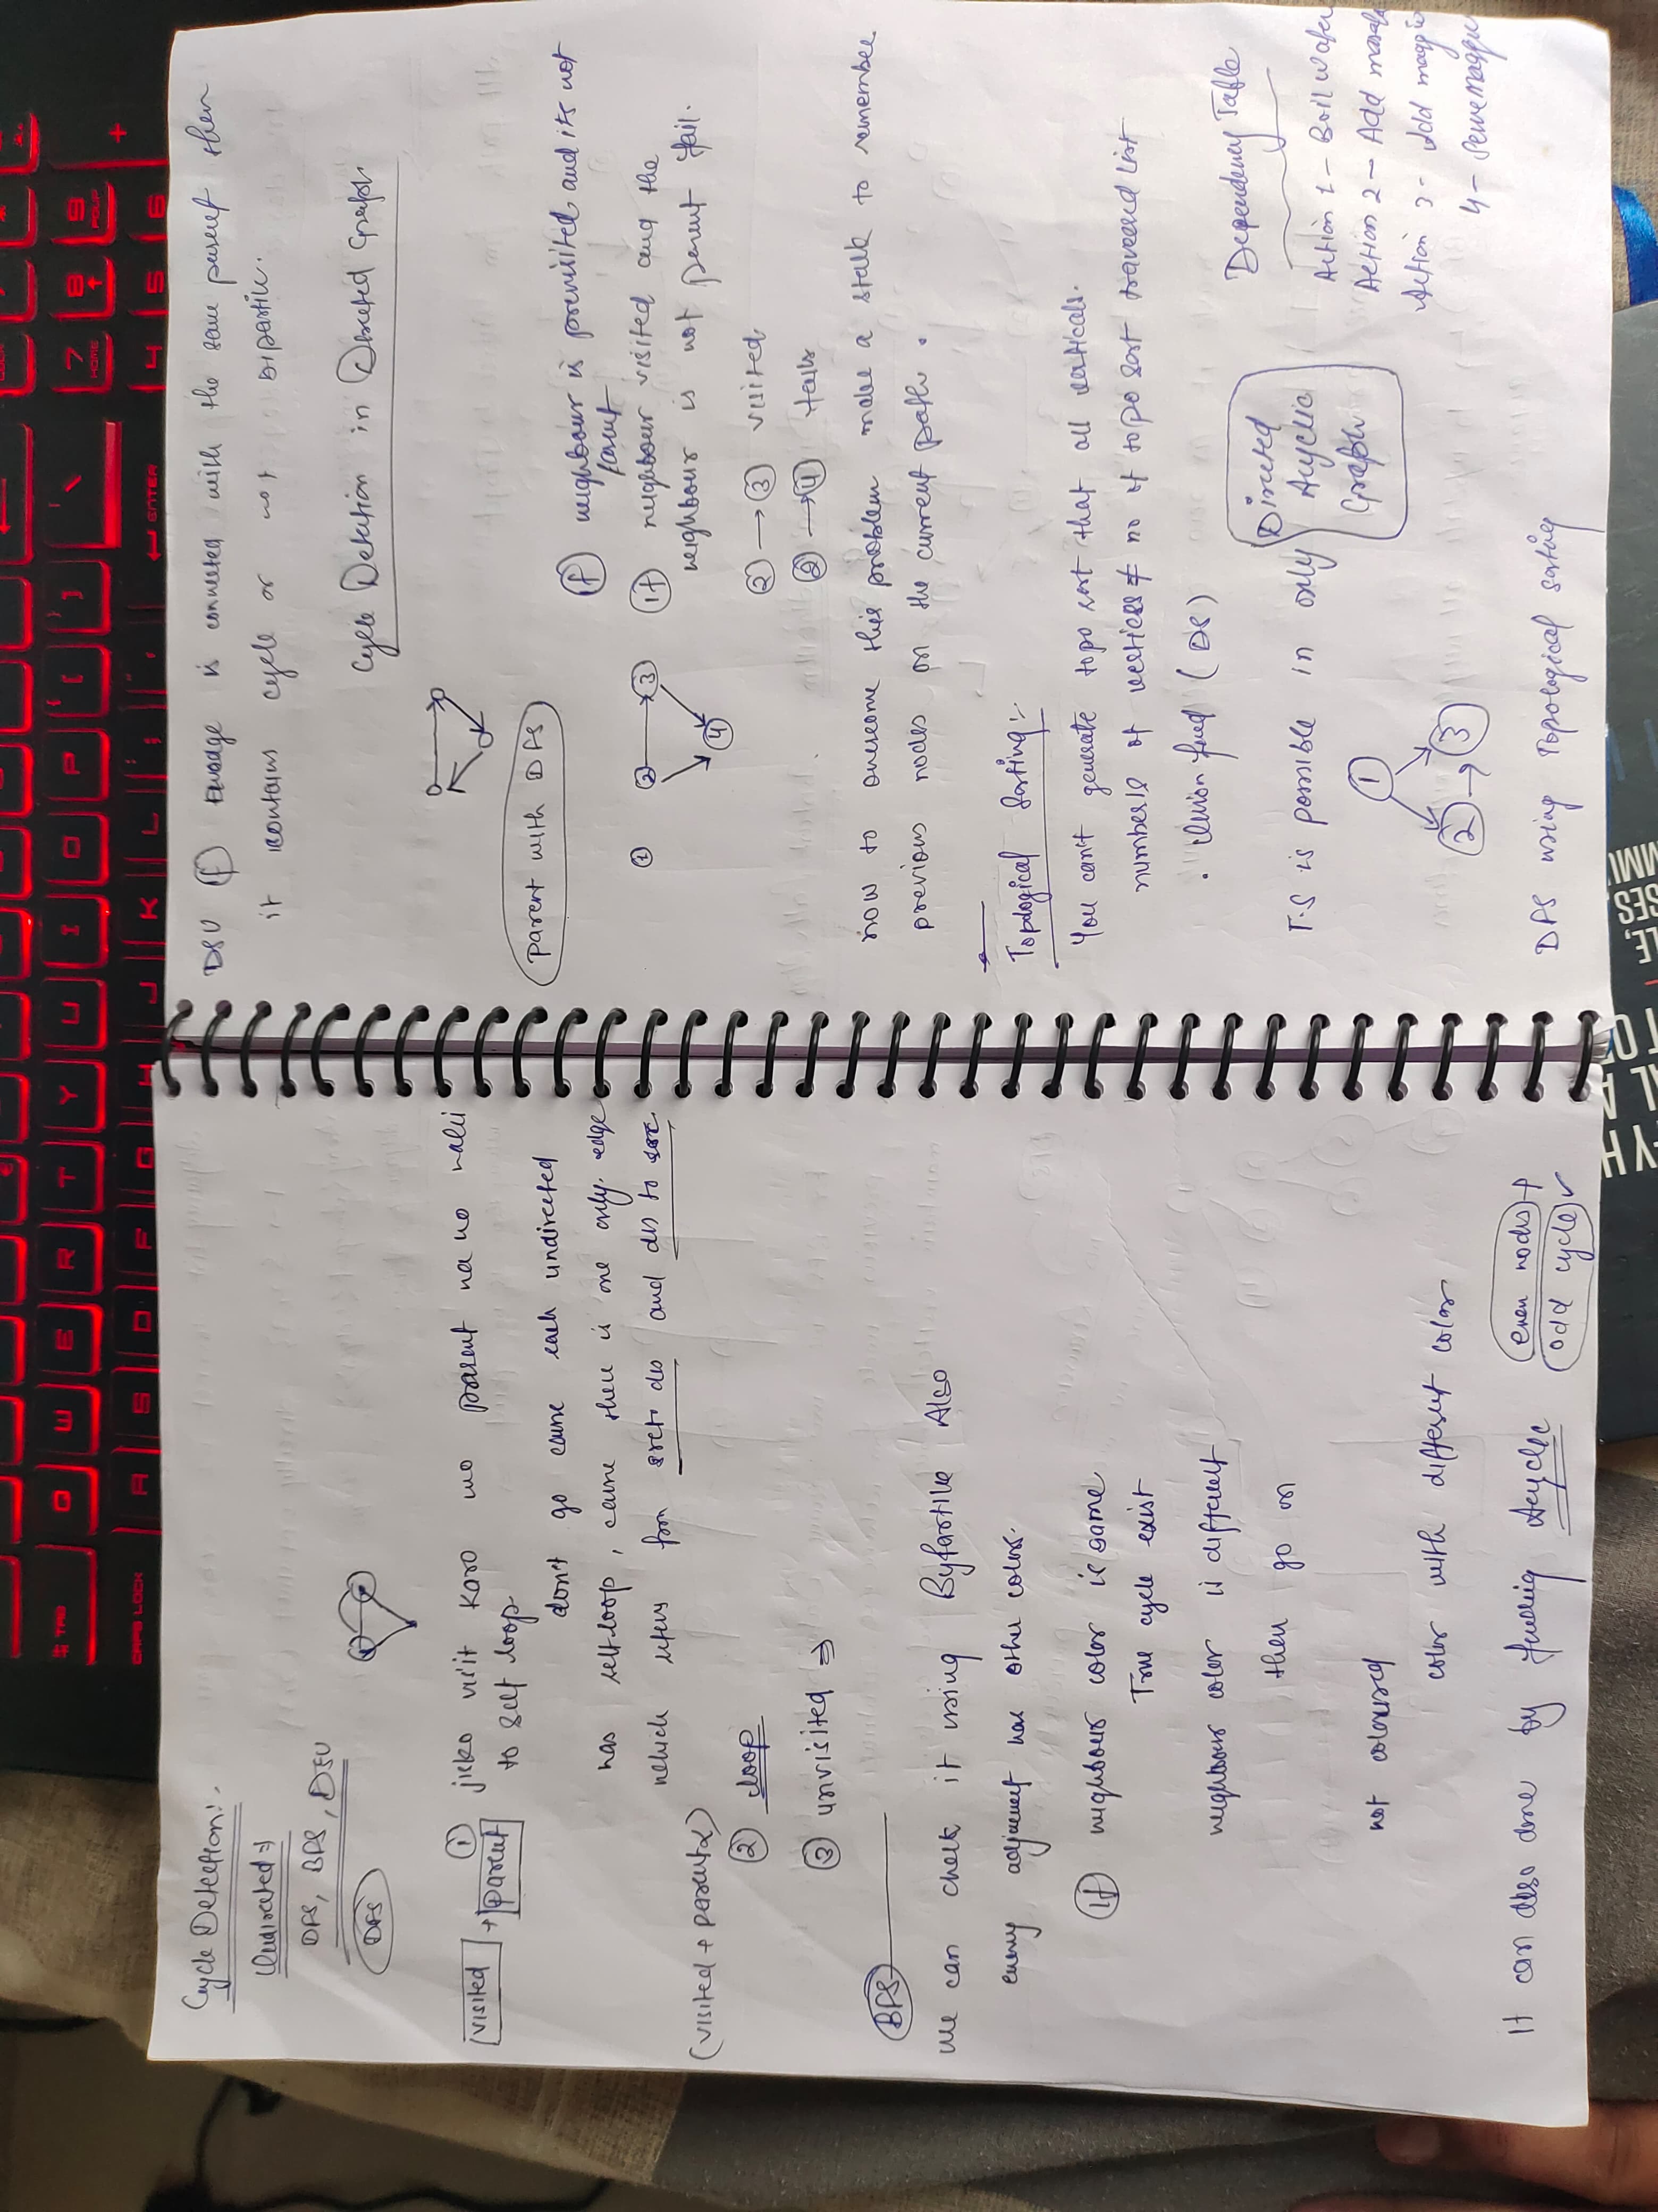 TAB Q W E R T Y U I O P [ ] \ 7 8 9 +
HOME PGUP
CAPS LOCK A S D F G H J K L ; ' ENTER 4 5 6
Cycle Detection:-
Undirected ⇒
DFS, BFS, DSU
DFS
visited + parent
① jisko visit Karo wo parent na ho
to self loop
don't go cause each undirected
has self loop, cause there is one only edge
which refers from src to des and des to src
(visited + parent)
② loop
③ unvisited ⇒
BFS
we can check it using Also
every adjacent has other color.
If neighbour color is same
True cycle exist
neighbour color is different
then go on
not coloured
color with different color
It can also done by finding Acyclic
even nodes
odd cycle ✓
DSU If edge is connected with the same parent then
it contains cycle or not Bipartite.
Cycle Detection in Directed Graph
parent with DFS
If neighbour is previsited and its not
parent
① 2 → 3
4
If neighbour visited and the
neighbour is not parent fail.
② → ③ visited
② → ④ fails
now to overcome this problem make a stack to remember
previous nodes on the current path.
Topological Sorting:-
You can't generate topo sort that all verticals.
numbers of vertices ≠ no of topo sort traversed list
. Union find (DS)
T.S is possible in only
Directed
Acyclic
Graph
1
2 → 3
Dependency Table
Action 1 - Boil water
Action 2 - Add masala
Action 3 - Add maggie
4 - Serve maggie
DFS using Topological sorting